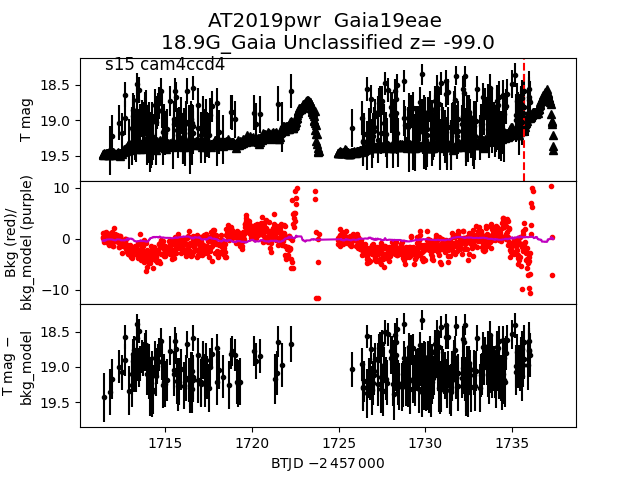 AT2019pwr  Gaia19eae
18.9G_Gaia Unclassified z= -99.0
s15 cam4ccd4
T mag
18.5
19.0
19.5
Bkg (red)/
bkg_model (purple)
10
0
−10
T mag −
bkg_model
18.5
19.0
19.5
1715
1720
1725
1730
1735
BTJD −2 457 000